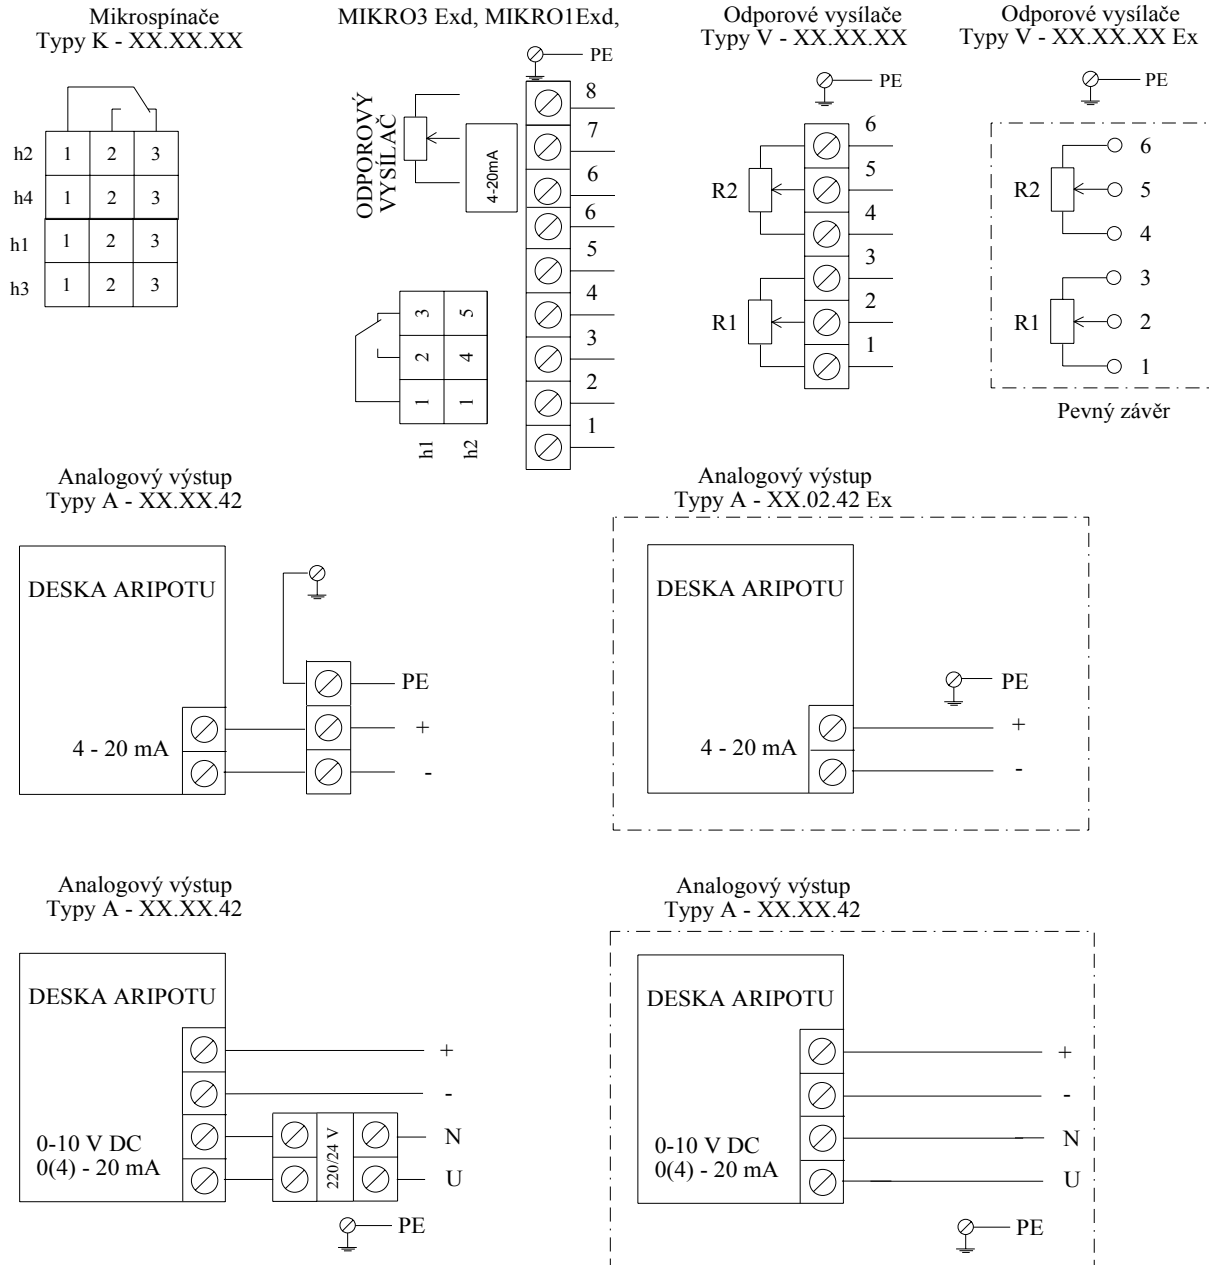 Mikrospínače
Typy K - XX.XX.XX
h2 1 2 3
h4 1 2 3
h1 1 2 3
h3 1 2 3
MIKRO3 Exd, MIKRO1Exd,
PE
ODPOROVÝ
VYSÍLAČ
4-20mA
8
7
6
6
5
4
3
2
1
3 5
2 4
1 1
h1 h2
Odporové vysílače
Typy V - XX.XX.XX
PE
6
5
R2
4
3
2
R1
1
Odporové vysílače
Typy V - XX.XX.XX Ex
PE
6
R2 5
4
3
R1 2
1
Pevný závěr
Analogový výstup
Typy A - XX.XX.42
DESKA ARIPOTU
PE
+
4 - 20 mA
-
Analogový výstup
Typy A - XX.02.42 Ex
DESKA ARIPOTU
PE
+
4 - 20 mA
-
Analogový výstup
Typy A - XX.XX.42
DESKA ARIPOTU
+
-
0-10 V DC
0(4) - 20 mA
220/24 V
N
U
PE
Analogový výstup
Typy A - XX.XX.42
DESKA ARIPOTU
+
-
0-10 V DC
0(4) - 20 mA
N
U
PE